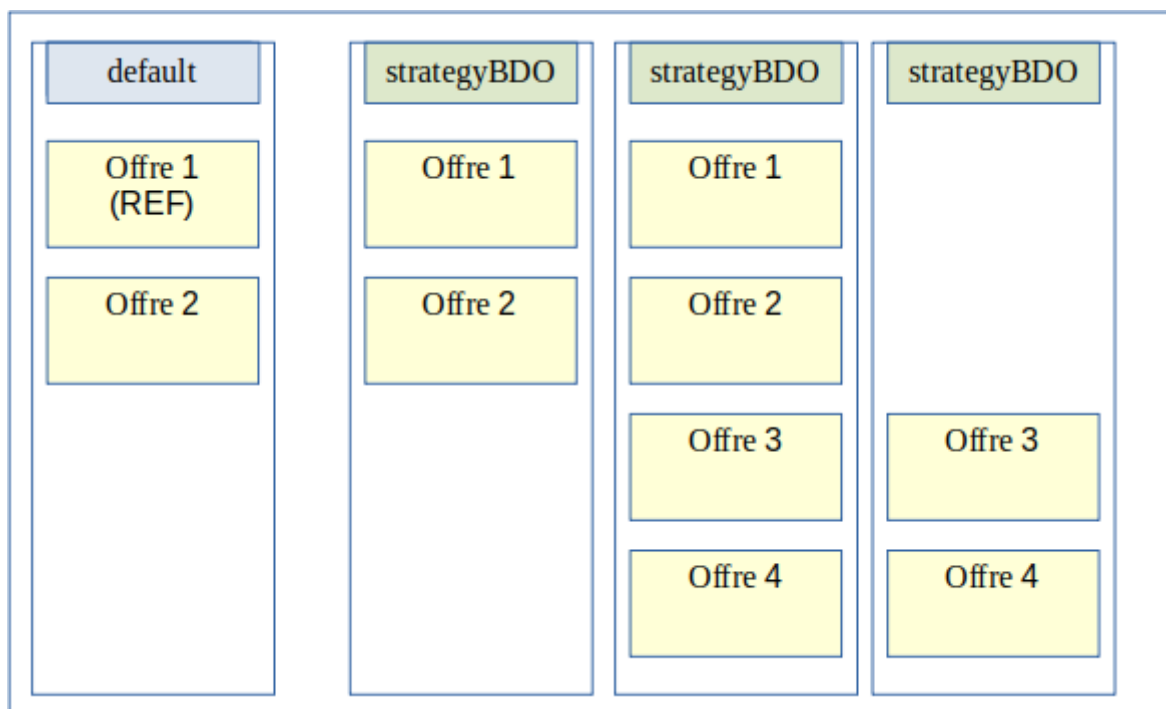 default
strategyBDO
strategyBDO
strategyBDO
Offre 1
(REF)
Offre 1
Offre 1
Offre 2
Offre 2
Offre 2
Offre 3
Offre 3
Offre 4
Offre 4